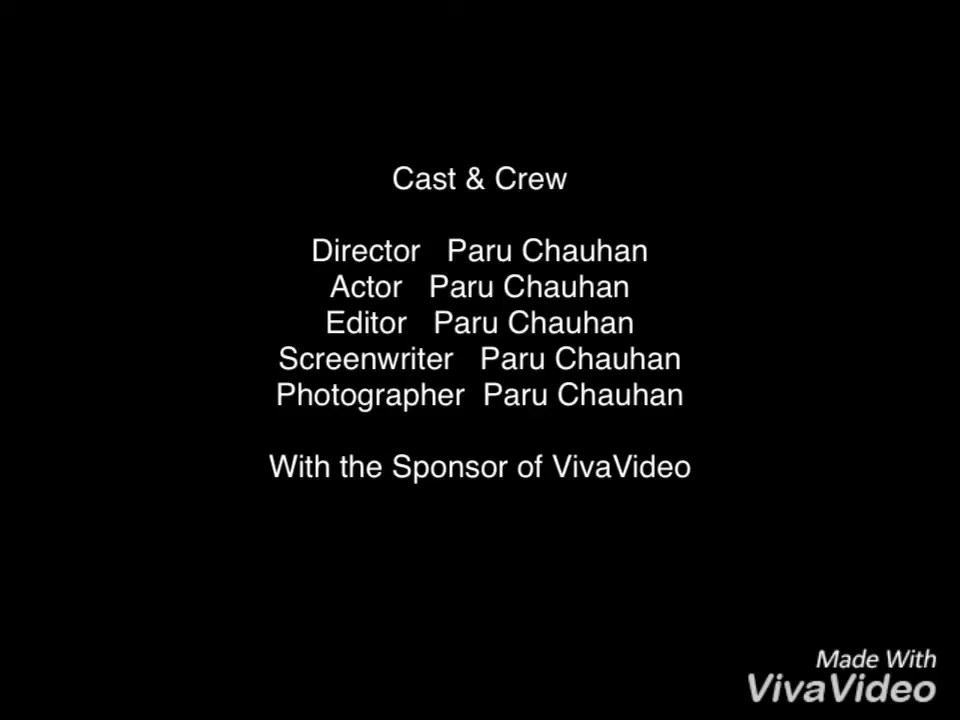 Cast & Crew
Director Paru Chauhan
Actor Paru Chauhan
Editor Paru Chauhan
Screenwriter Paru Chauhan
Photographer Paru Chauhan
With the Sponsor of VivaVideo
Made With
VivaVideo